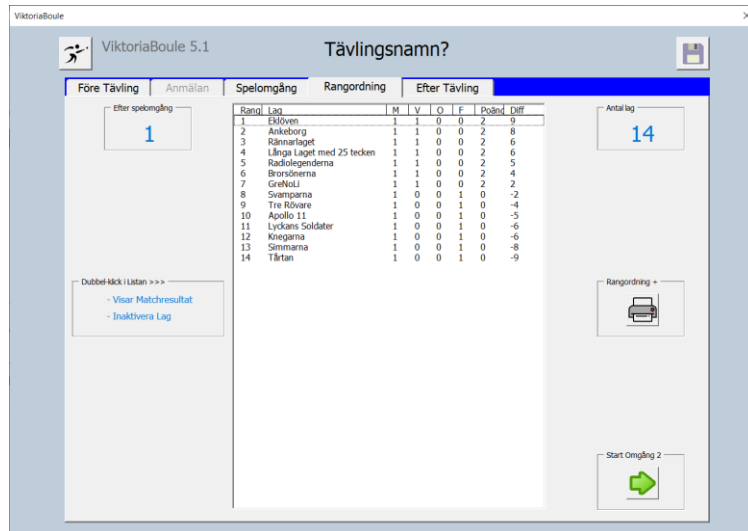 ViktoriaBoule
ViktoriaBoule 5.1
Tävlingsnamn?
Före Tävling Anmälan Spelomgång Rangordning Efter Tävling
Efter spelomgång
1
Rang Lag M V O F Poäng Diff
1 Eklöven 1 1 0 0 2 9
2 Ankeborg 1 1 0 0 2 8
3 Rännarlaget 1 1 0 0 2 6
4 Långa Laget med 25 tecken 1 1 0 0 2 6
5 Radiolegenderna 1 1 0 0 2 5
6 Brorsönerna 1 1 0 0 2 4
7 GreNoLi 1 1 0 0 2 2
8 Svamparna 1 0 0 1 0 -2
9 Tre Rövare 1 0 0 1 0 -4
10 Apollo 11 1 0 0 1 0 -5
11 Lyckans Soldater 1 0 0 1 0 -6
12 Knegarna 1 0 0 1 0 -6
13 Simmarna 1 0 0 1 0 -8
14 Tårtan 1 0 0 1 0 -9
Antal lag
14
Dubbel-klick i Listan >>>
- Visar Matchresultat
- Inaktivera Lag
Rangordning +
Start Omgång 2